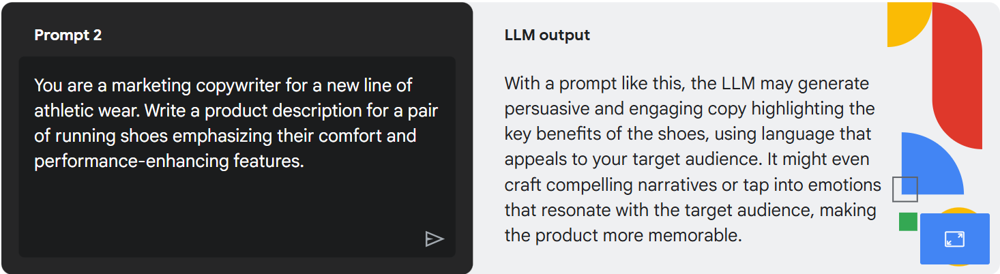 Prompt 2
You are a marketing copywriter for a new line of
athletic wear. Write a product description for a pair
of running shoes emphasizing their comfort and
performance-enhancing features.
LLM output
With a prompt like this, the LLM may generate
persuasive and engaging copy highlighting the
key benefits of the shoes, using language that
appeals to your target audience. It might even
craft compelling narratives or tap into emotions
that resonate with the target audience, making
the product more memorable.